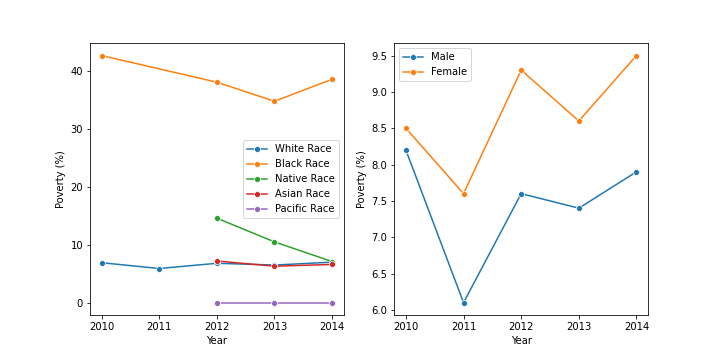 40
30
20
10
0
Poverty (%)
2010 2011 2012 2013 2014
Year
White Race
Black Race
Native Race
Asian Race
Pacific Race
9.5
9.0
8.5
8.0
7.5
7.0
6.5
6.0
Poverty (%)
2010 2011 2012 2013 2014
Year
Male
Female